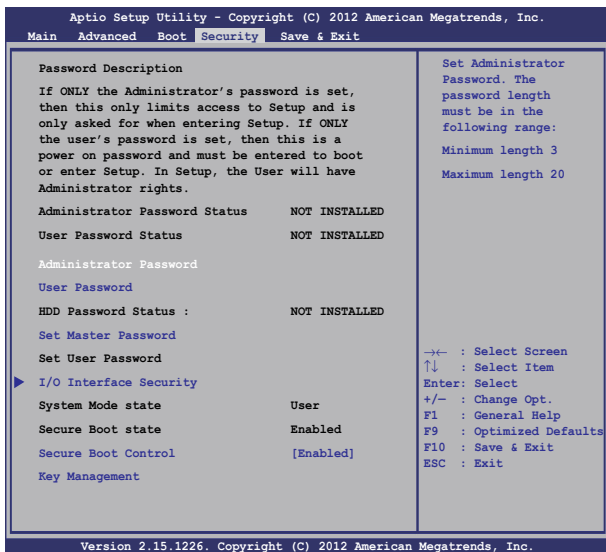 Aptio Setup Utility - Copyright (C) 2012 American Megatrends, Inc.
Main Advanced Boot Security Save & Exit
Password Description
If ONLY the Administrator's password is set,
then this only limits access to Setup and is
only asked for when entering Setup. If ONLY
the user's password is set, then this is a
power on password and must be entered to boot
or enter Setup. In Setup, the User will have
Administrator rights.
Administrator Password Status NOT INSTALLED
User Password Status NOT INSTALLED
Administrator Password
User Password
HDD Password Status : NOT INSTALLED
Set Master Password
Set User Password
I/O Interface Security
System Mode state User
Secure Boot state Enabled
Secure Boot Control [Enabled]
Key Management
Set Administrator
Password. The
password length
must be in the
following range:
Minimum length 3
Maximum length 20
→← : Select Screen
↑↓ : Select Item
Enter: Select
+/— : Change Opt.
F1 : General Help
F9 : Optimized Defaults
F10 : Save & Exit
ESC : Exit
Version 2.15.1226. Copyright (C) 2012 American Megatrends, Inc.